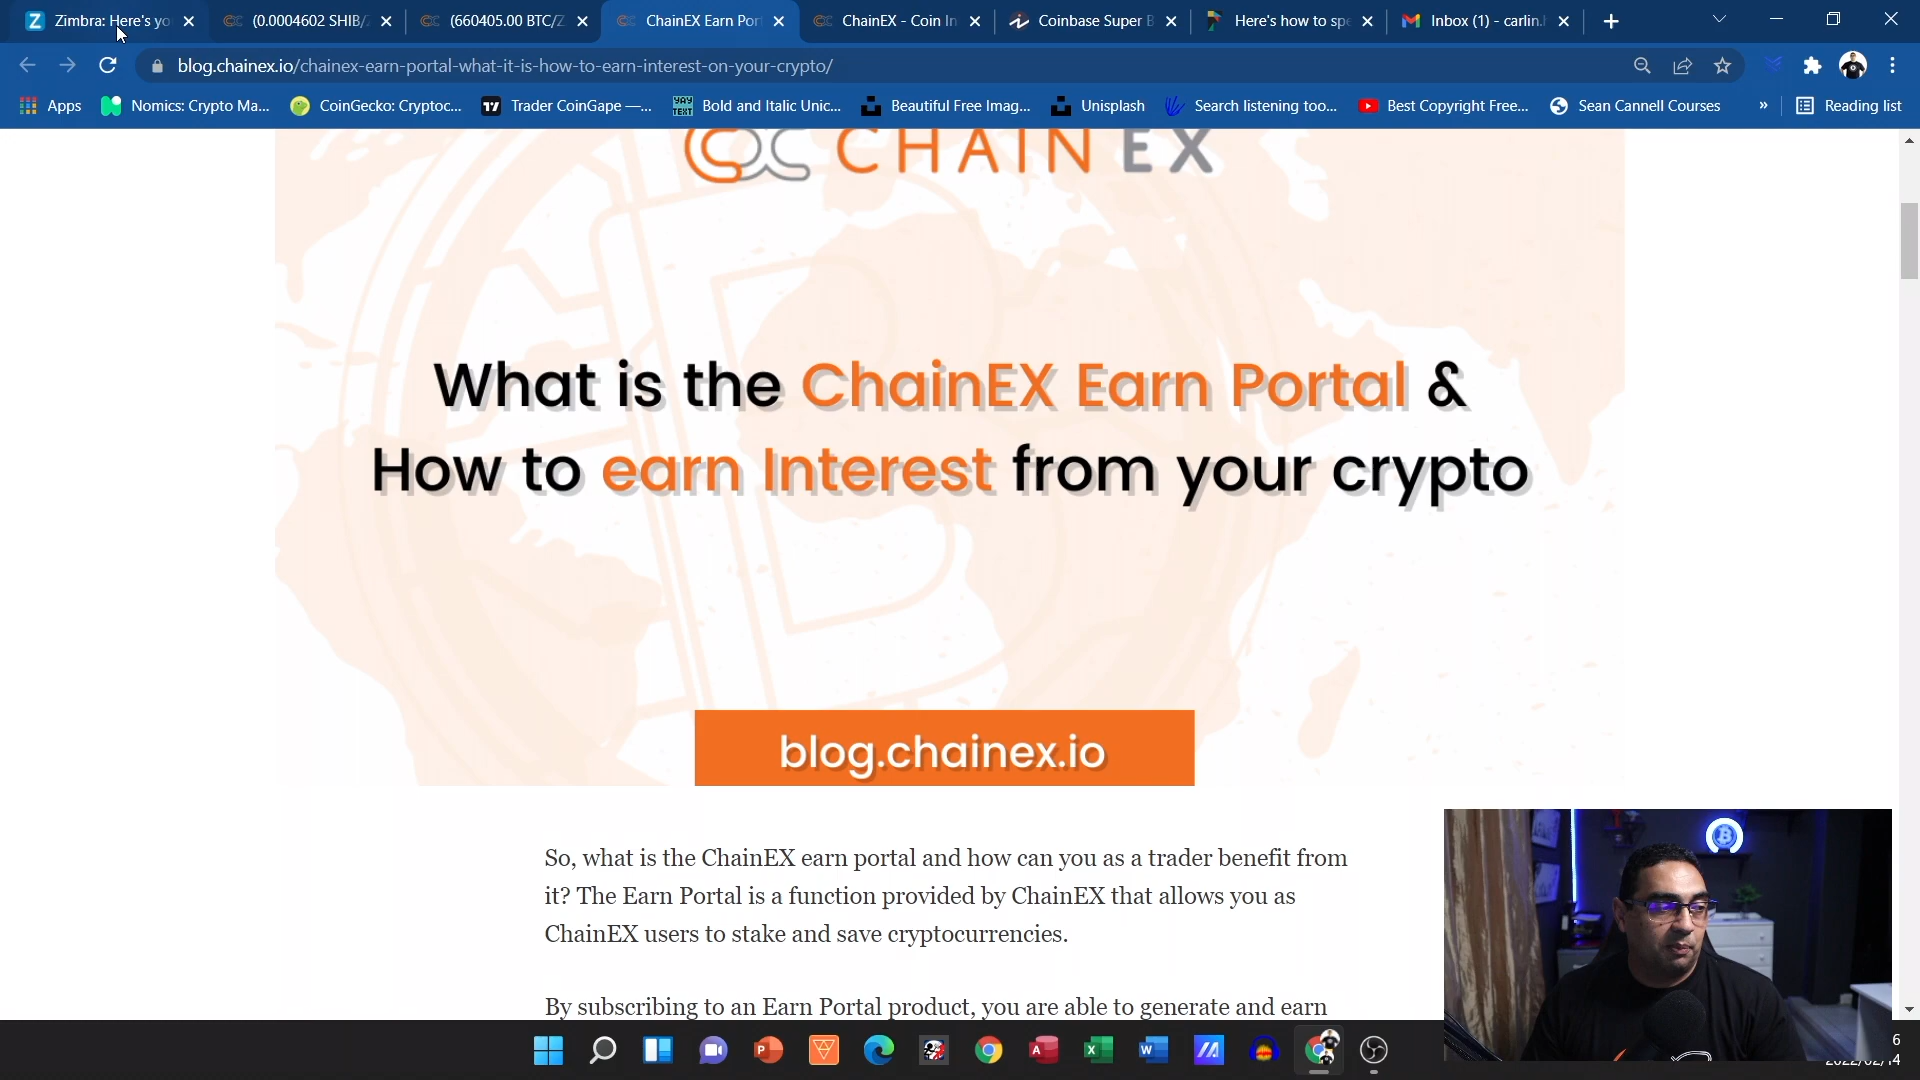 Zimbra: Here's yo
(0.0004602 SHIB/
(660405.00 BTC/Z
ChainEX Earn Por
ChainEX - Coin In
Coinbase Super B
Here's how to spe
Inbox (1) - carlin.
blog.chainex.io/chainex-earn-portal-what-it-is-how-to-earn-interest-on-your-crypto/
Apps
Nomics: Crypto Ma...
CoinGecko: Cryptoc...
Trader CoinGape —...
Bold and Italic Unic...
Beautiful Free Imag...
Unsplash
Search listening too...
Best Copyright Free...
Sean Cannell Courses
»
Reading list
CHAIN EX
What is the ChainEX Earn Portal &
How to earn Interest from your crypto
blog.chainex.io
So, what is the ChainEX earn portal and how can you as a trader benefit from
it? The Earn Portal is a function provided by ChainEX that allows you as
ChainEX users to stake and save cryptocurrencies.
By subscribing to an Earn Portal product, you are able to generate and earn
6
2022/02/14